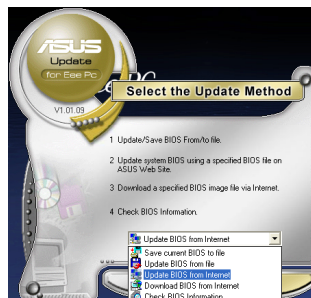 ASUS
Update
for Eee Pc
V1.01.09
Select the Update Method
1 Update/Save BIOS From/to file.
2 Update system BIOS using a specified BIOS file on
ASUS Web Site.
3 Download a specified BIOS image file via Internet.
4 Check BIOS Information.
Update BIOS from Internet
Save current BIOS to file
Update BIOS from file
Update BIOS from Internet
Download BIOS from Internet
Check BIOS Information